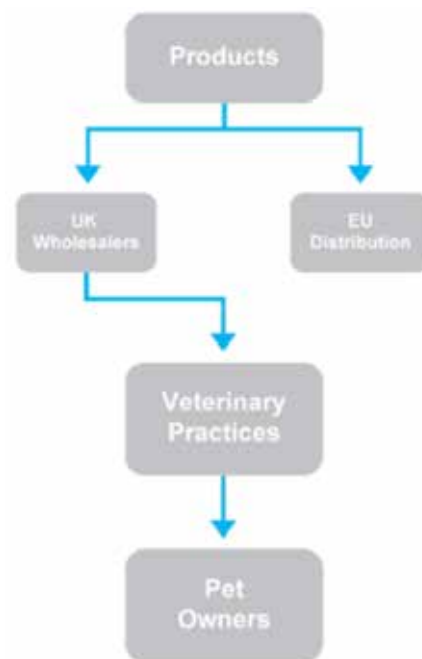 Products
UK
Wholesalers
EU
Distribution
Veterinary
Practices
Pet
Owners